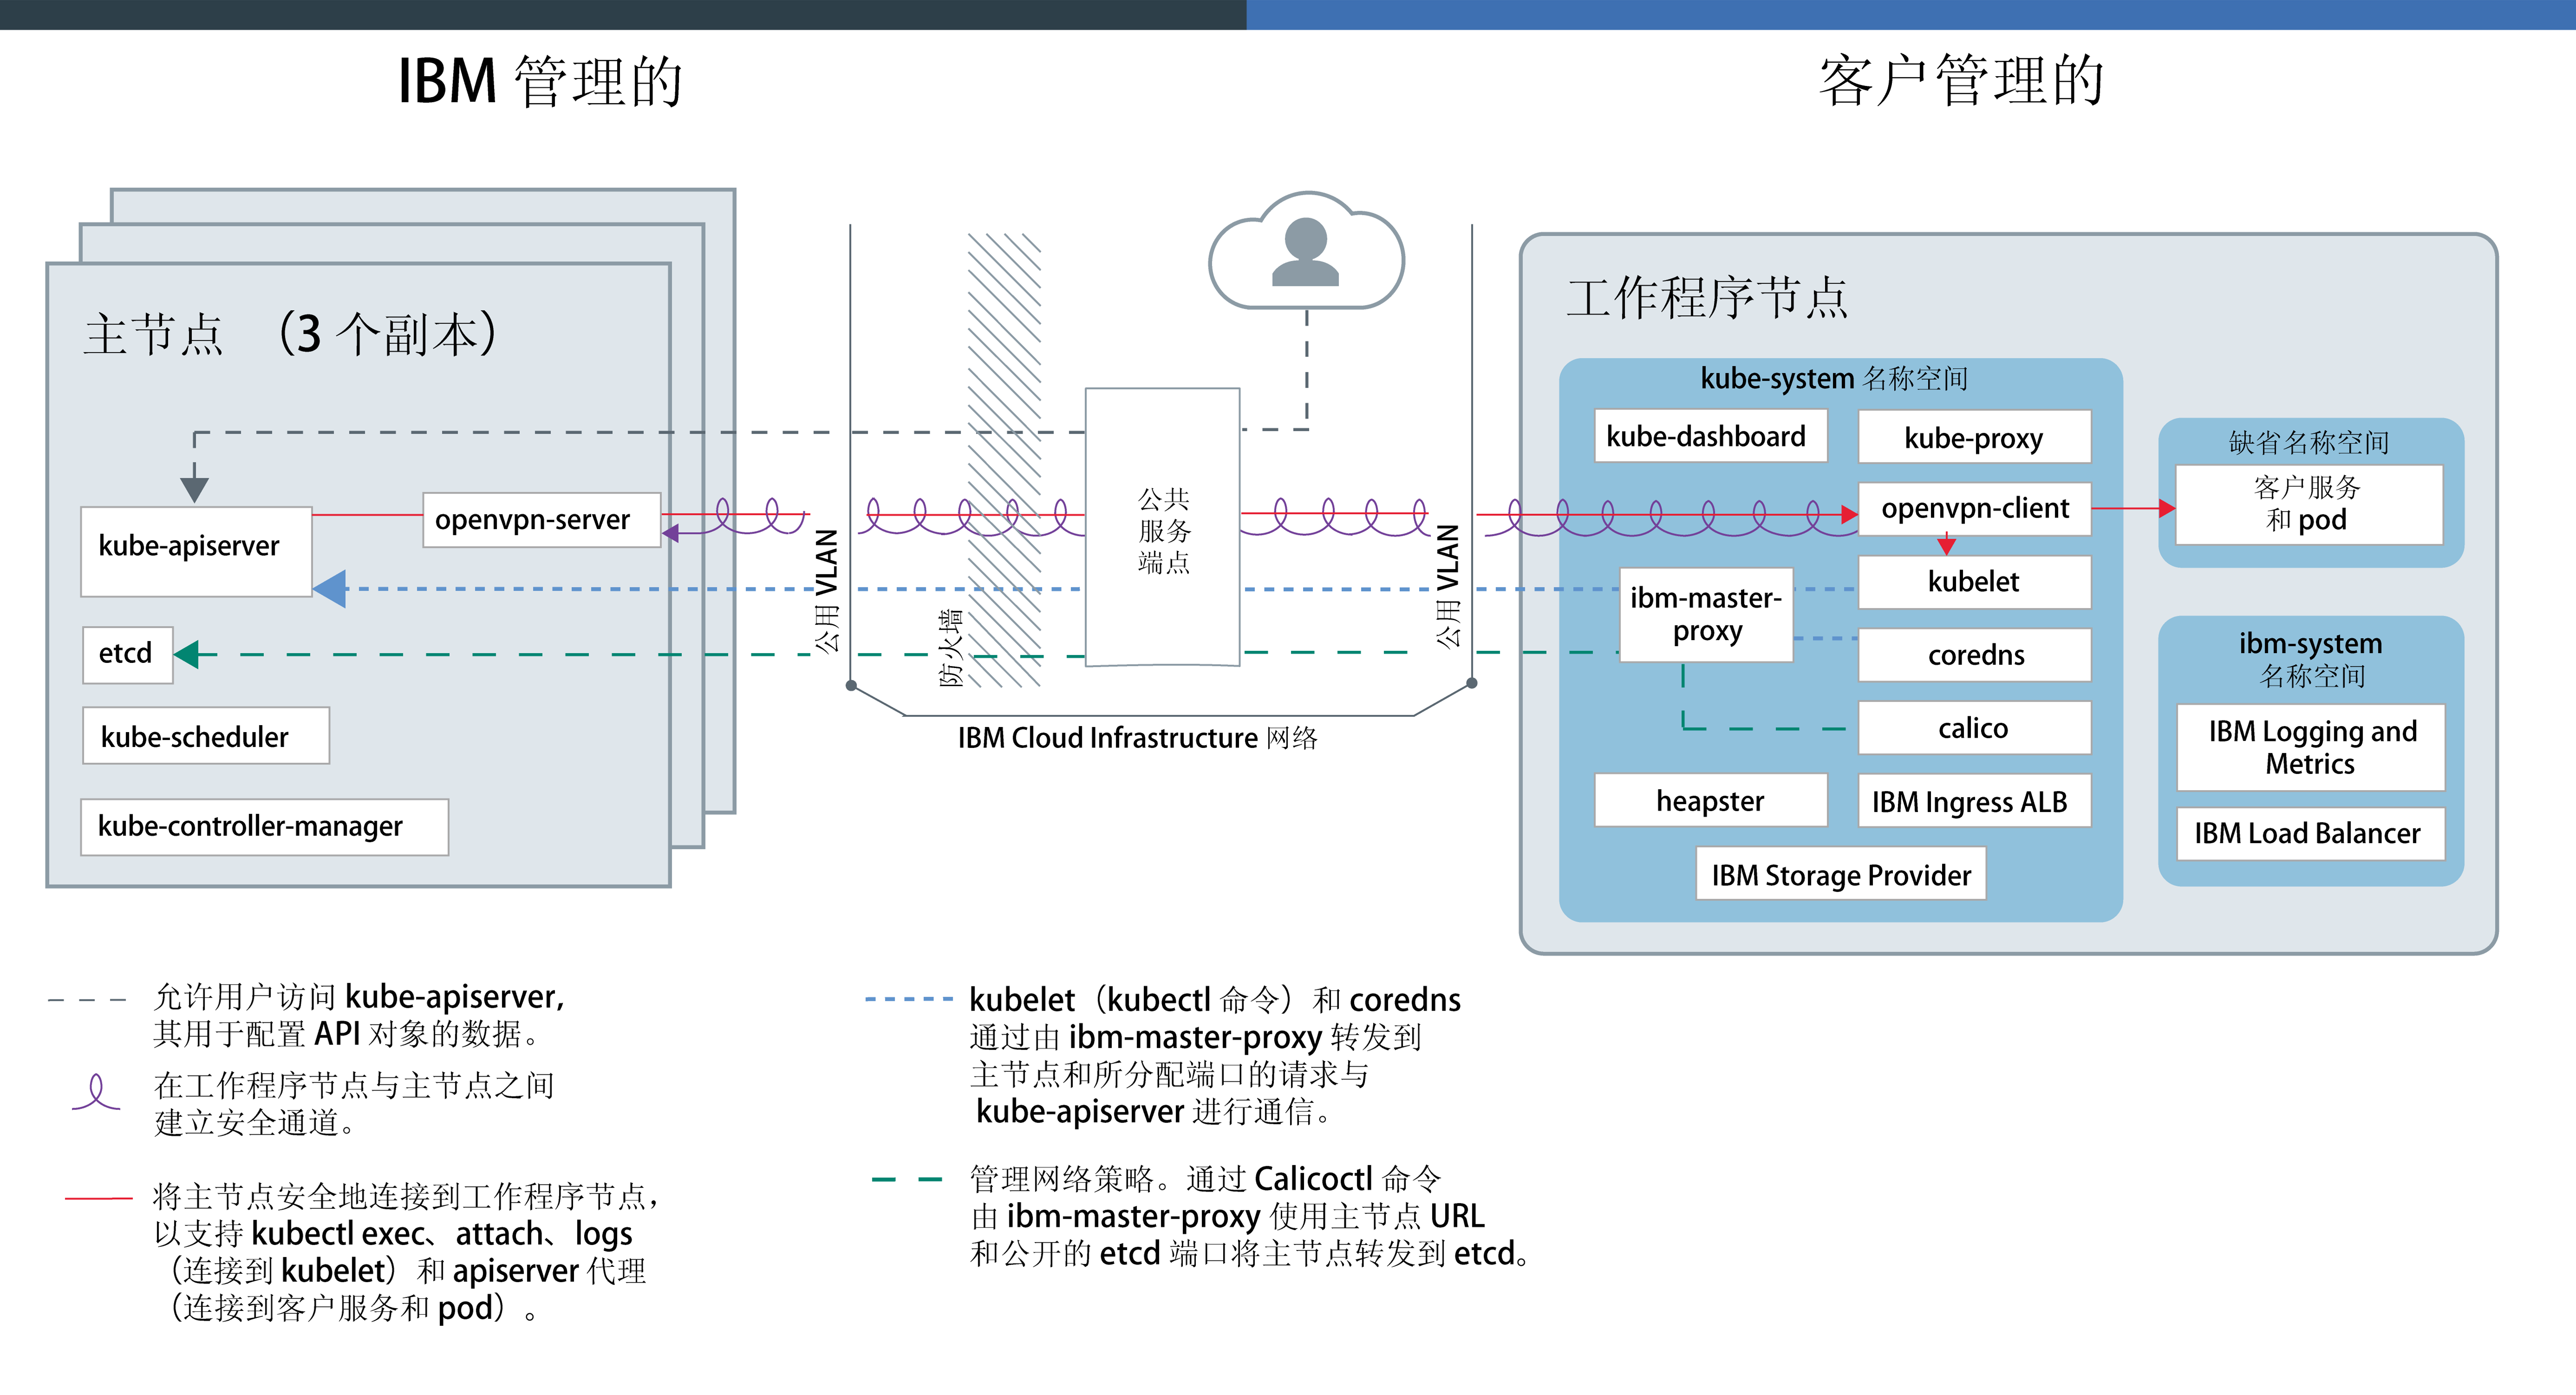 IBM 管理的
客户管理的
主节点 （3 个副本）
kube-apiserver
openvpn-server
etcd
kube-scheduler
kube-controller-manager
公用 VLAN
防火墙
公共
服务
端点
公用 VLAN
IBM Cloud Infrastructure 网络
工作程序节点
kube-system 名称空间
kube-dashboard
kube-proxy
openvpn-client
kubelet
ibm-master-
proxy
coredns
calico
heapster
IBM Ingress ALB
IBM Storage Provider
缺省名称空间
客户服务
和 pod
ibm-system
名称空间
IBM Logging and
Metrics
IBM Load Balancer
允许用户访问 kube-apiserver,
其用于配置 API 对象的数据。
在工作程序节点与主节点之间
建立安全通道。
将主节点安全地连接到工作程序节点，
以支持 kubectl exec、attach、logs
（连接到 kubelet）和 apiserver 代理
（连接到客户服务和 pod）。
kubelet（kubectl 命令）和 coredns
通过由 ibm-master-proxy 转发到
主节点和所分配端口的请求与
kube-apiserver 进行通信。
管理网络策略。通过 Calicoctl 命令
由 ibm-master-proxy 使用主节点 URL
和公开的 etcd 端口将主节点转发到 etcd。